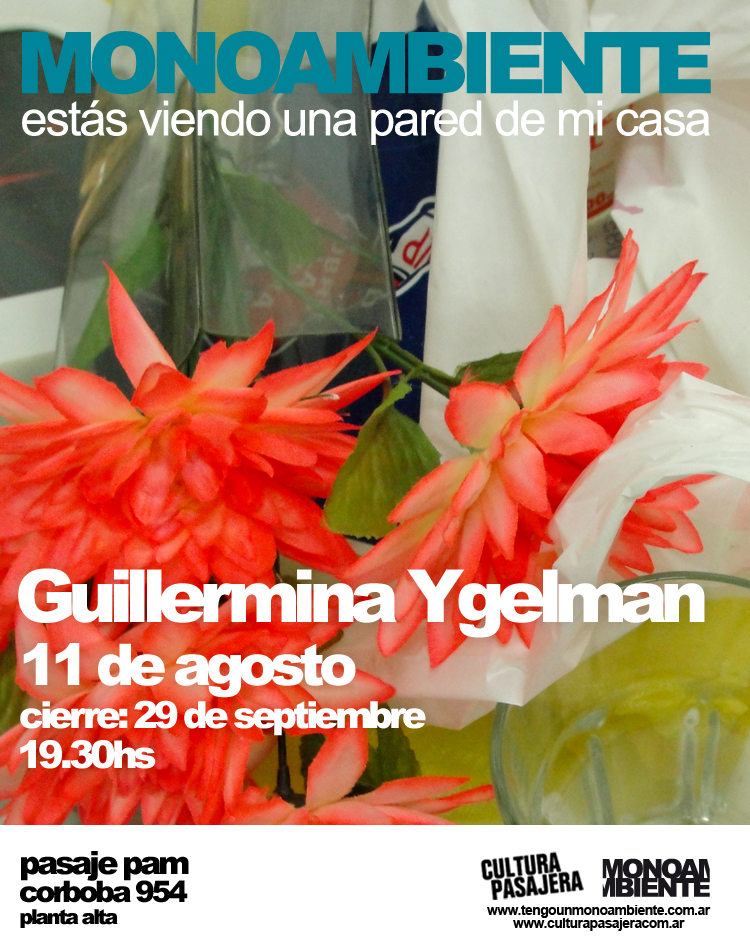 MONOAMBIENTE
estás viendo una pared de mi casa
Guillermina Ygelman
11 de agosto
cierre: 29 de septiembre
19.30hs
pasaje pam
corboba 954
planta alta
CULTURA
PASAJERA
MONOAM
MBIENTE
www.tengounmonoambiente.com.ar
www.culturapasajeracom.ar